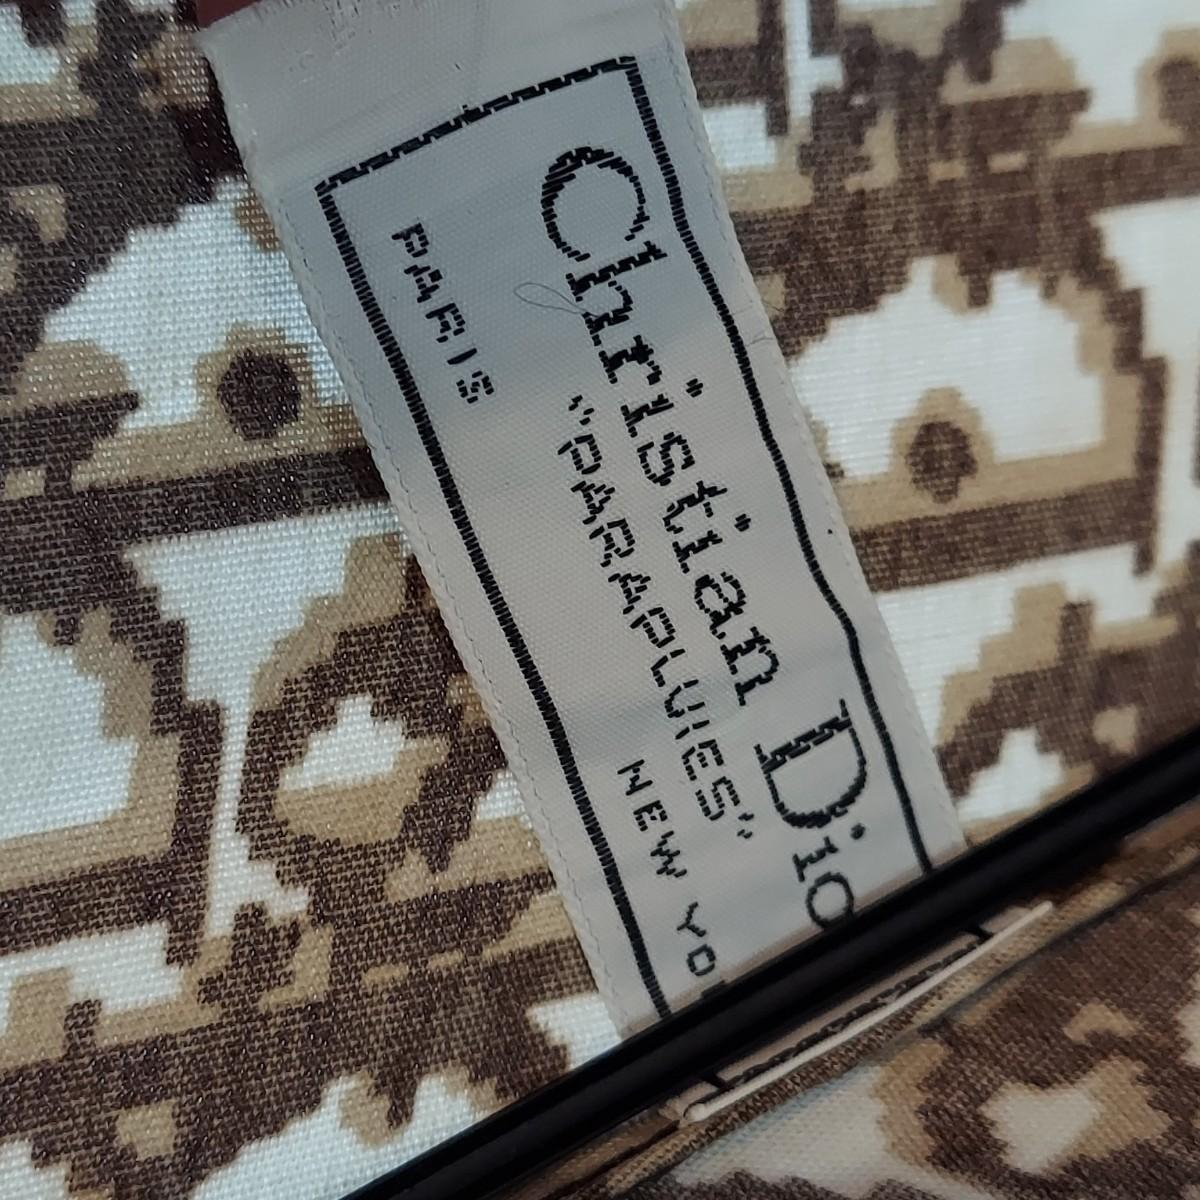 Christian Dio
"PARAPLUIES"
PARIS NEW YO